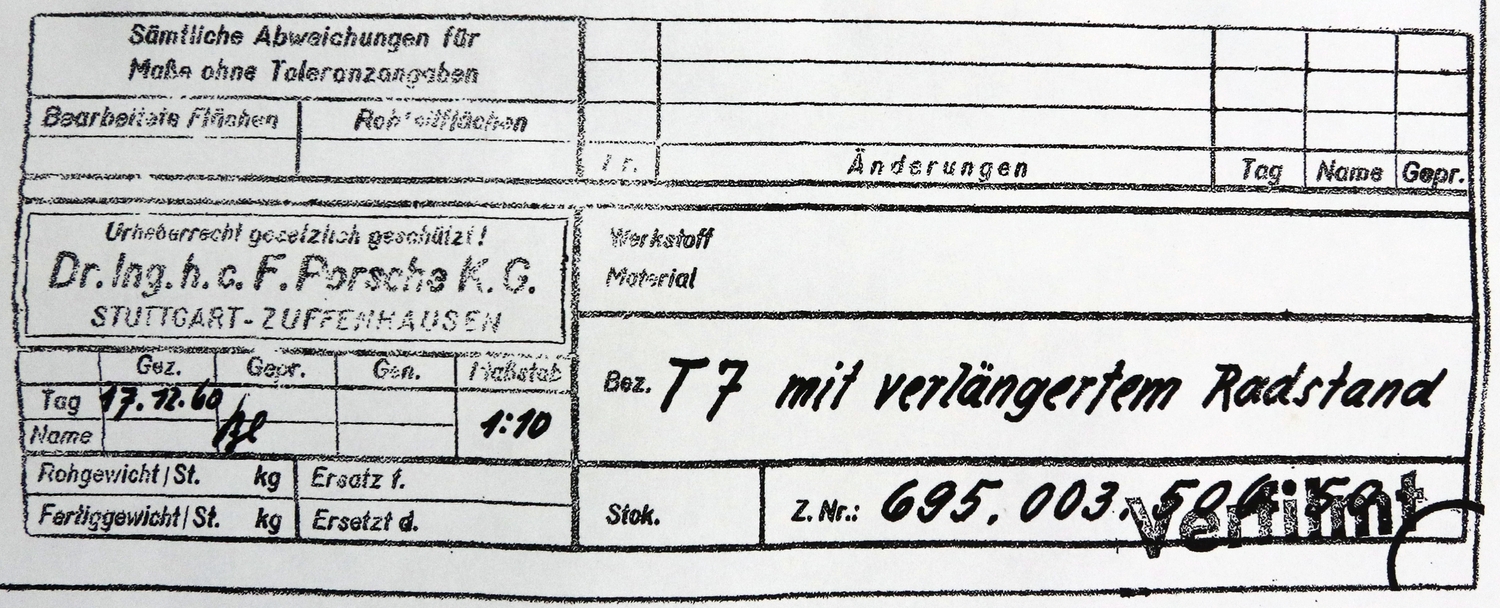 Sämtliche Abweichungen für
Maße ohne Toleranzangaben
Bearbeitete Flächen
Rohteilflächen
Änderungen Tag Name Gepr.
Urheberrecht gesetzlich geschützt!
Dr. Ing. h. c. F. Porsche K. G.
STUTTGART-ZUFFENHAUSEN
Werkstoff
Material
Gez. Gepr. Gen. Maßstab
Tag 17.12.60
Name
1:10
Bez. T7 mit verlängertem Radstand
Rohgewicht/St. kg Ersatz f.
Fertiggewicht/St. kg Ersetzt d.
Stck.
Z. Nr.: 695.003.50
Verfilmt